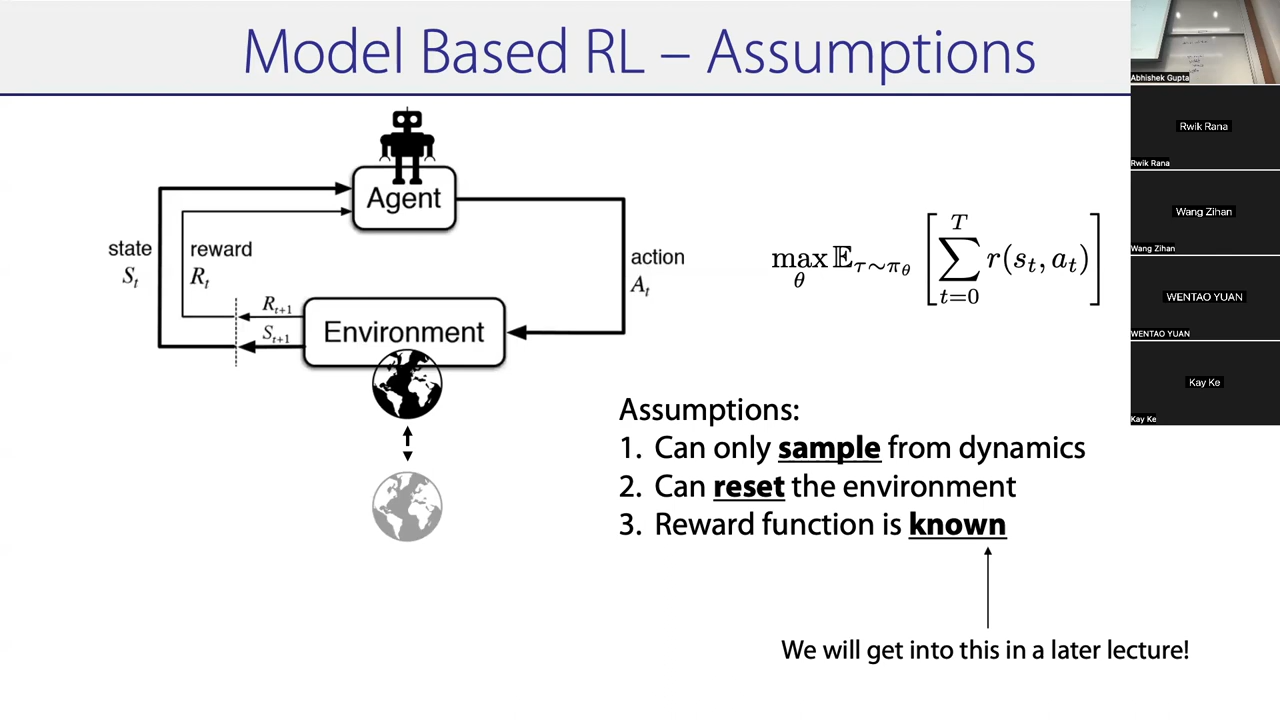 Model Based RL – Assumptions
Agent
state
S_t
reward
R_t
action
A_t
R_{t+1}
S_{t+1}
Environment
max_θ 𝔼_{τ∼π_θ} [ ∑_{t=0}^{T} r(s_t, a_t) ]
Assumptions:
1. Can only sample from dynamics
2. Can reset the environment
3. Reward function is known
We will get into this in a later lecture!
Abhishek Gupta
Rwik Rana
Rwik Rana
Wang Zihan
Wang Zihan
WENTAO YUAN
WENTAO YUAN
Kay Ke
Kay Ke